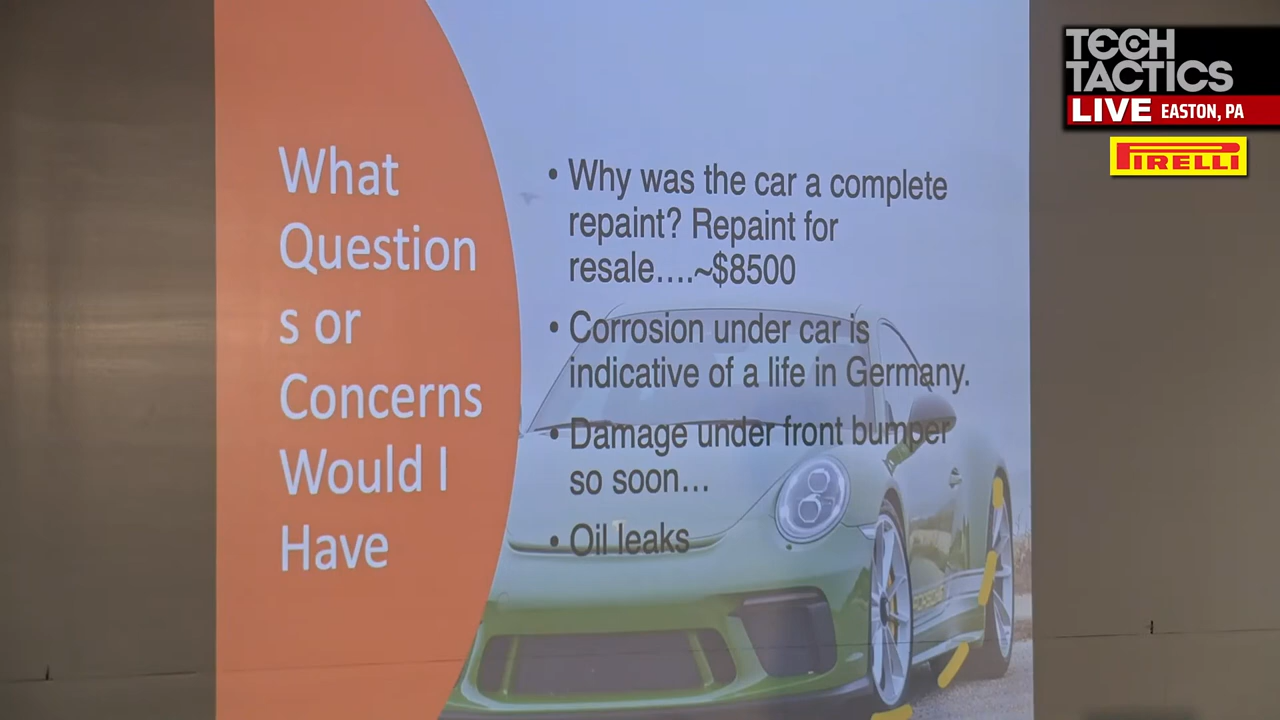 TECH
TACTICS
LIVE EASTON, PA
PIRELLI
What
Question
s or
Concerns
Would I
Have
• Why was the car a complete
repaint? Repaint for
resale....~$8500
• Corrosion under car is
indicative of a life in Germany.
• Damage under front bumper
so soon...
• Oil leaks